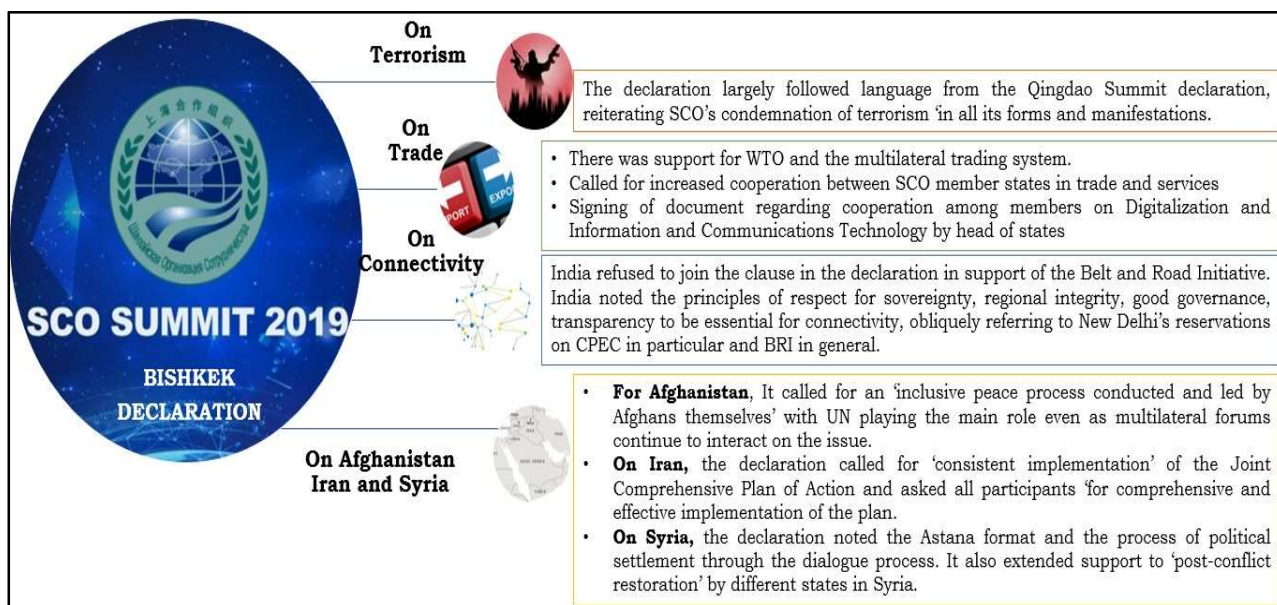 On
Terrorism
The declaration largely followed language from the Qingdao Summit declaration,
reiterating SCO's condemnation of terrorism 'in all its forms and manifestations.
On
Trade
PORT
EXPO
• There was support for WTO and the multilateral trading system.
• Called for increased cooperation between SCO member states in trade and services
• Signing of document regarding cooperation among members on Digitalization and
Information and Communications Technology by head of states
On
Connectivity
India refused to join the clause in the declaration in support of the Belt and Road Initiative.
India noted the principles of respect for sovereignty, regional integrity, good governance,
transparency to be essential for connectivity, obliquely referring to New Delhi's reservations
on CPEC in particular and BRI in general.
上海合作组织
Шанхайская Организация Сотрудничества
SCO SUMMIT 2019
BISHKEK
DECLARATION
On Afghanistan
Iran and Syria
• For Afghanistan, It called for an 'inclusive peace process conducted and led by
Afghans themselves' with UN playing the main role even as multilateral forums
continue to interact on the issue.
• On Iran, the declaration called for 'consistent implementation' of the Joint
Comprehensive Plan of Action and asked all participants 'for comprehensive and
effective implementation of the plan.
• On Syria, the declaration noted the Astana format and the process of political
settlement through the dialogue process. It also extended support to 'post-conflict
restoration' by different states in Syria.